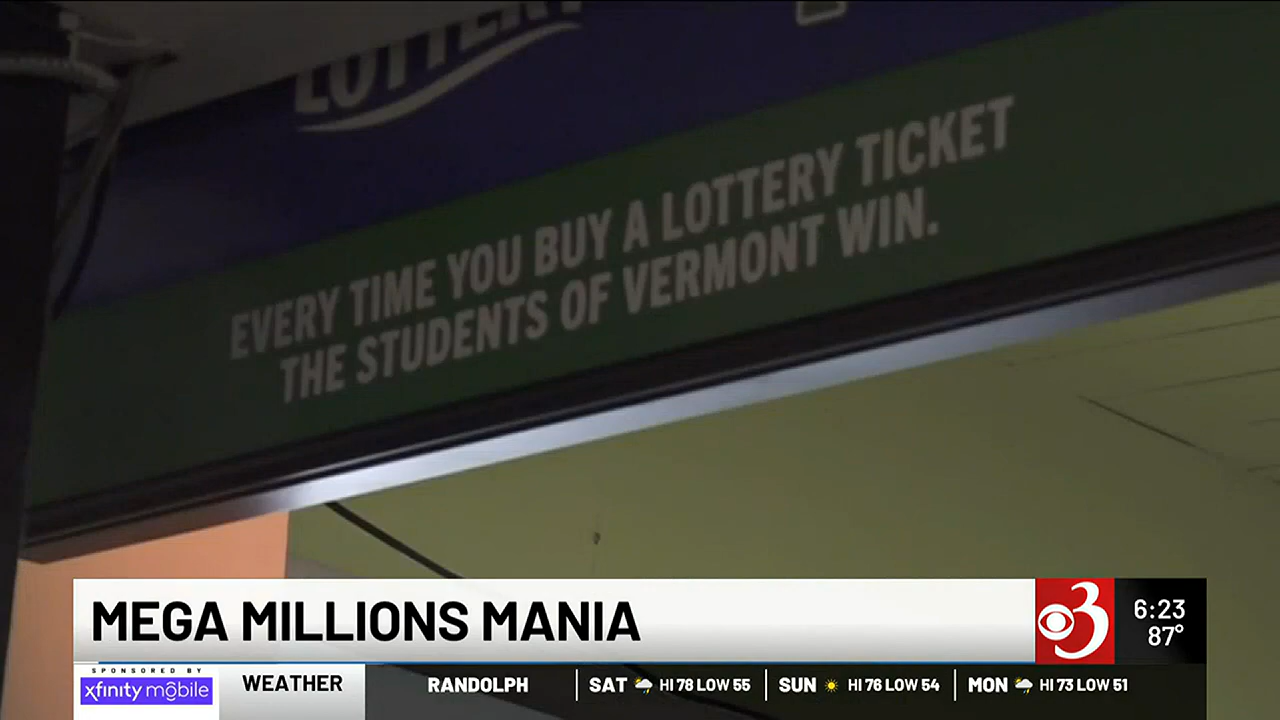 LOTTERY
EVERY TIME YOU BUY A LOTTERY TICKET
THE STUDENTS OF VERMONT WIN.
MEGA MILLIONS MANIA
3
6:23
87°
SPONSORED BY
xfinity mobile
WEATHER
RANDOLPH
SAT HI 78 LOW 55
SUN HI 76 LOW 54
MON HI 73 LOW 51